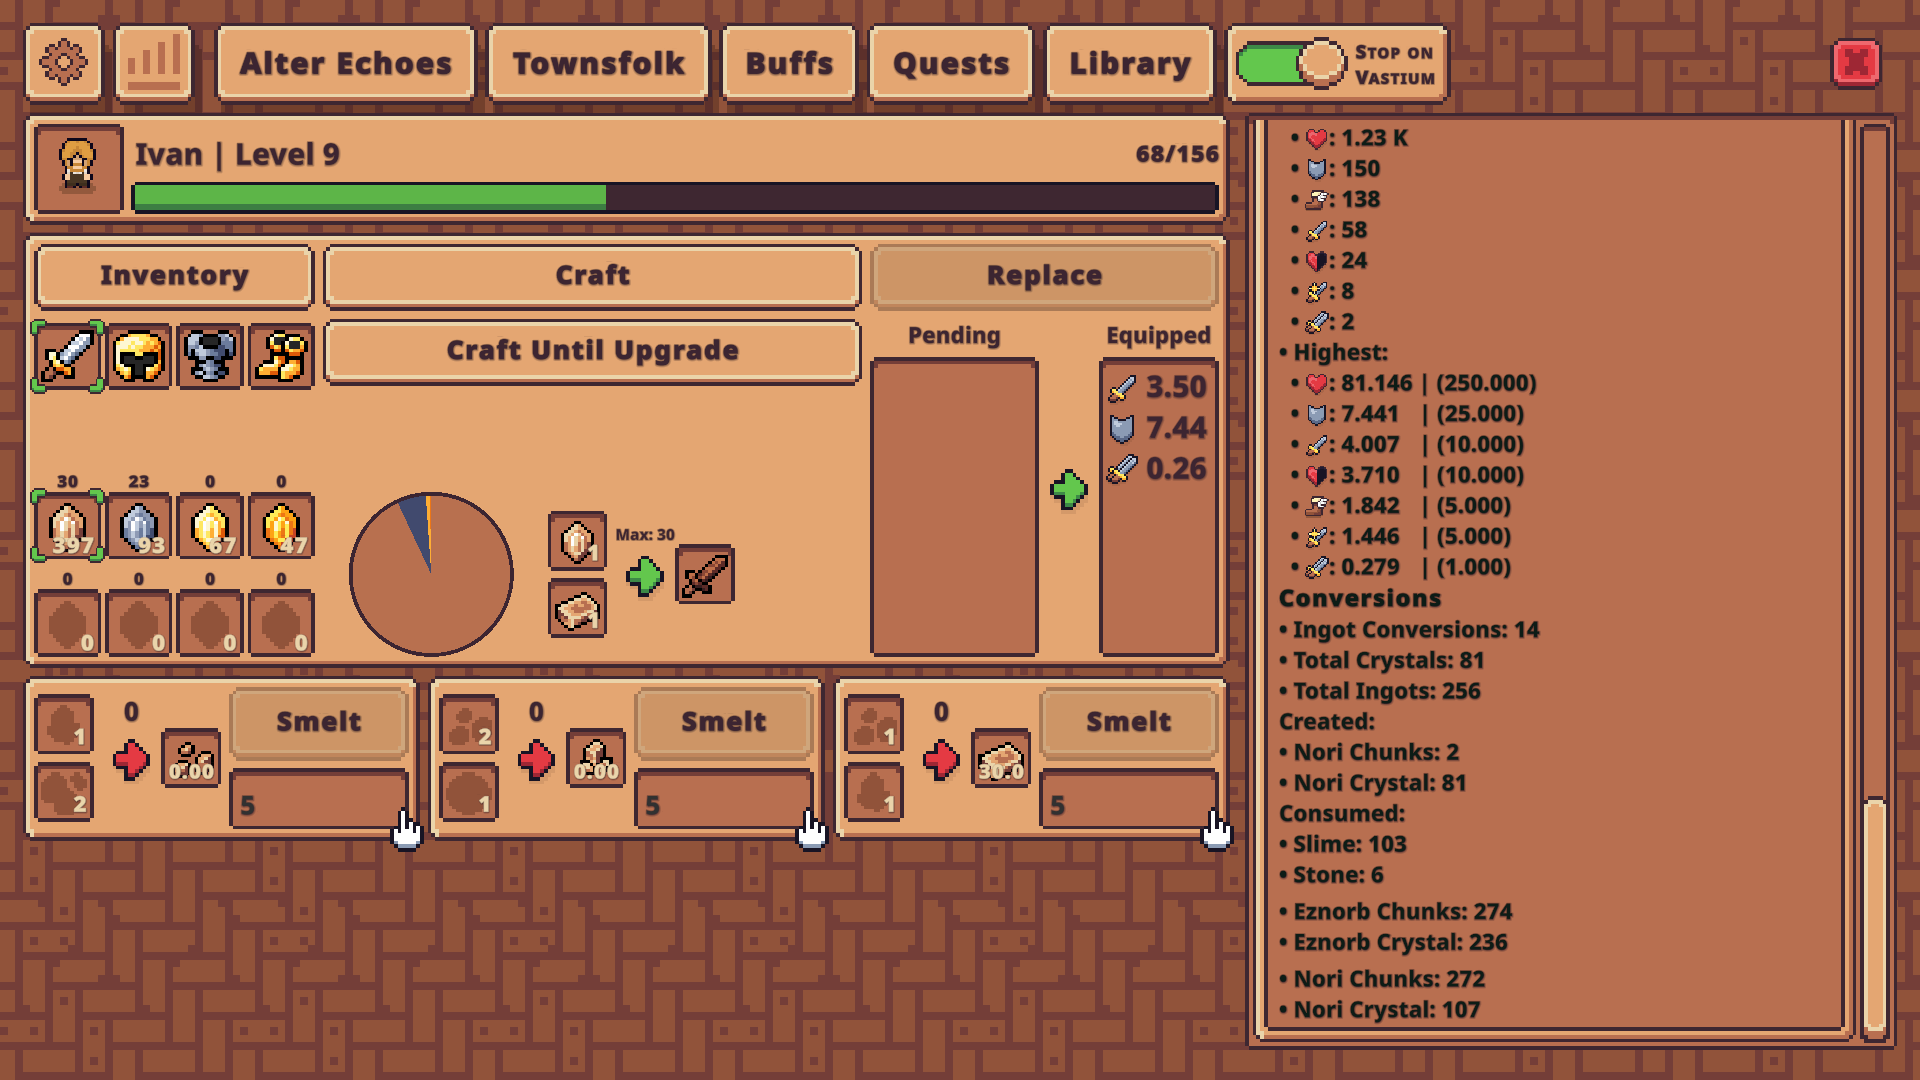 Alter Echoes
Townsfolk
Buffs
Quests
Library
Stop on
Vastium
Ivan | Level 9
68/156
Inventory
Craft
Replace
Craft Until Upgrade
Pending
Equipped
3.50
7.44
0.26
30
23
0
0
397
93
67
47
0
0
0
0
0
0
0
0
1
Max: 30
1
1
2
0
0.00
Smelt
5
2
1
0
0.00
Smelt
5
1
1
0
30.0
Smelt
5
• : 1.23 K
• : 150
• : 138
• : 58
• : 24
• : 8
• : 2
• Highest:
• : 81.146 | (250.000)
• : 7.441 | (25.000)
• : 4.007 | (10.000)
• : 3.710 | (10.000)
• : 1.842 | (5.000)
• : 1.446 | (5.000)
• : 0.279 | (1.000)
Conversions
• Ingot Conversions: 14
• Total Crystals: 81
• Total Ingots: 256
Created:
• Nori Chunks: 2
• Nori Crystal: 81
Consumed:
• Slime: 103
• Stone: 6
• Eznorb Chunks: 274
• Eznorb Crystal: 236
• Nori Chunks: 272
• Nori Crystal: 107